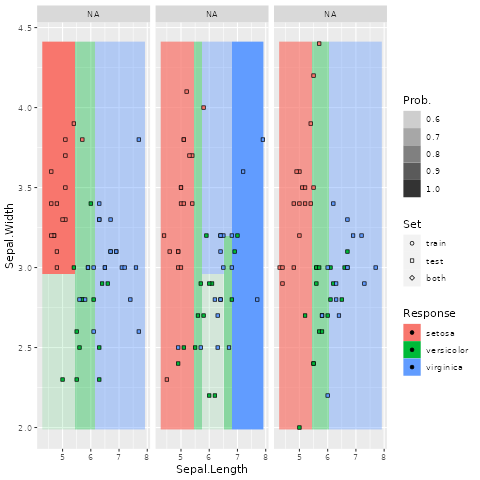 NA NA NA
4.5
4.0
3.5
3.0
2.5
2.0
Sepal.Width
5 6 7 8 5 6 7 8 5 6 7 8
Sepal.Length
Prob.
0.6
0.7
0.8
0.9
1.0
Set
train
test
both
Response
setosa
versicolor
virginica